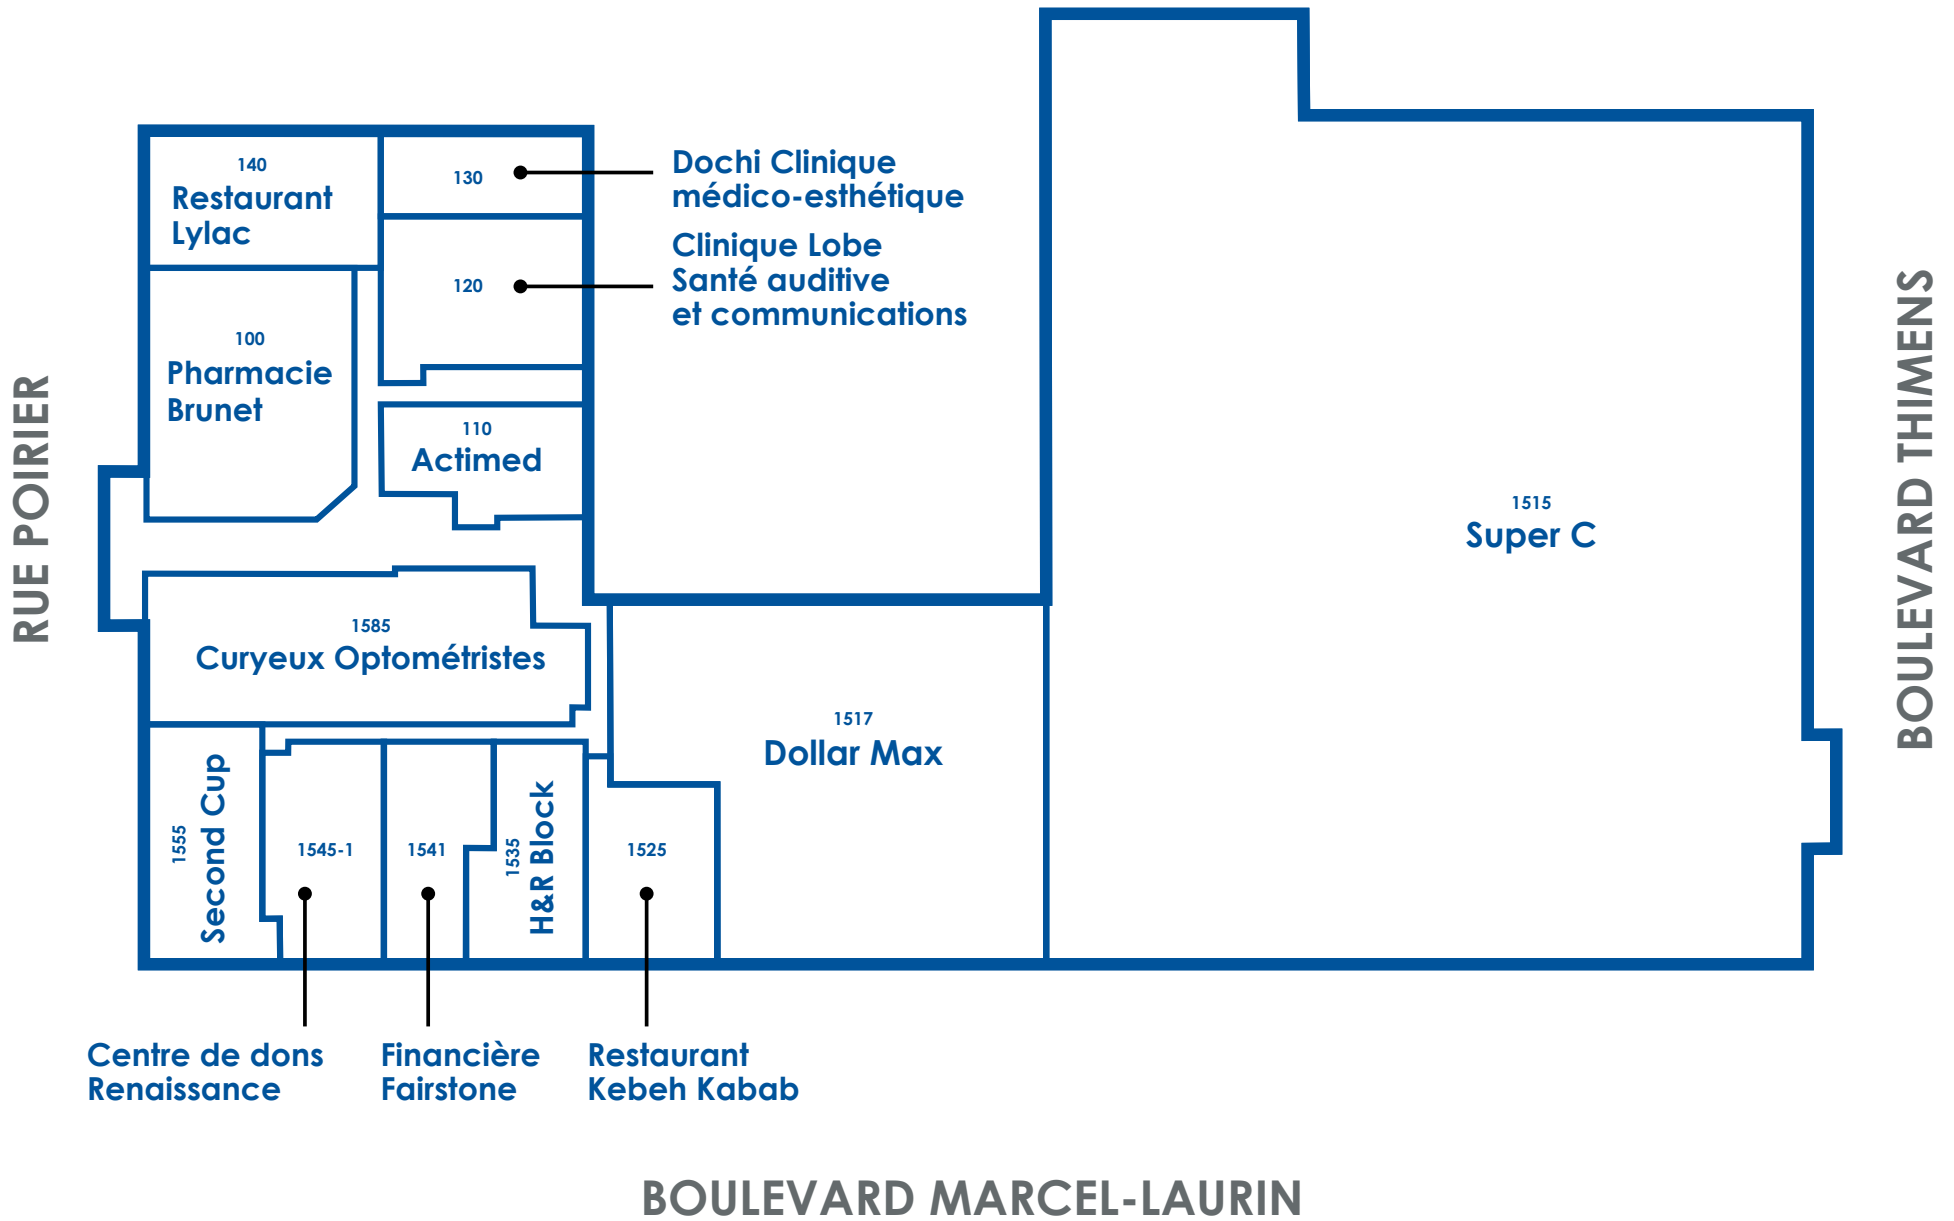 140
Restaurant
Lylac
130
Dochi Clinique
médico-esthétique
120
Clinique Lobe
Santé auditive
et communications
100
Pharmacie
Brunet
110
Actimed
1515
Super C
1585
Curyeux Optométristes
1517
Dollar Max
1555
Second Cup
1545-1
1541
1535
H&R Block
1525
Centre de dons
Renaissance
Financière
Fairstone
Restaurant
Kebeh Kabab
RUE POIRIER
BOULEVARD THIMENS
BOULEVARD MARCEL-LAURIN